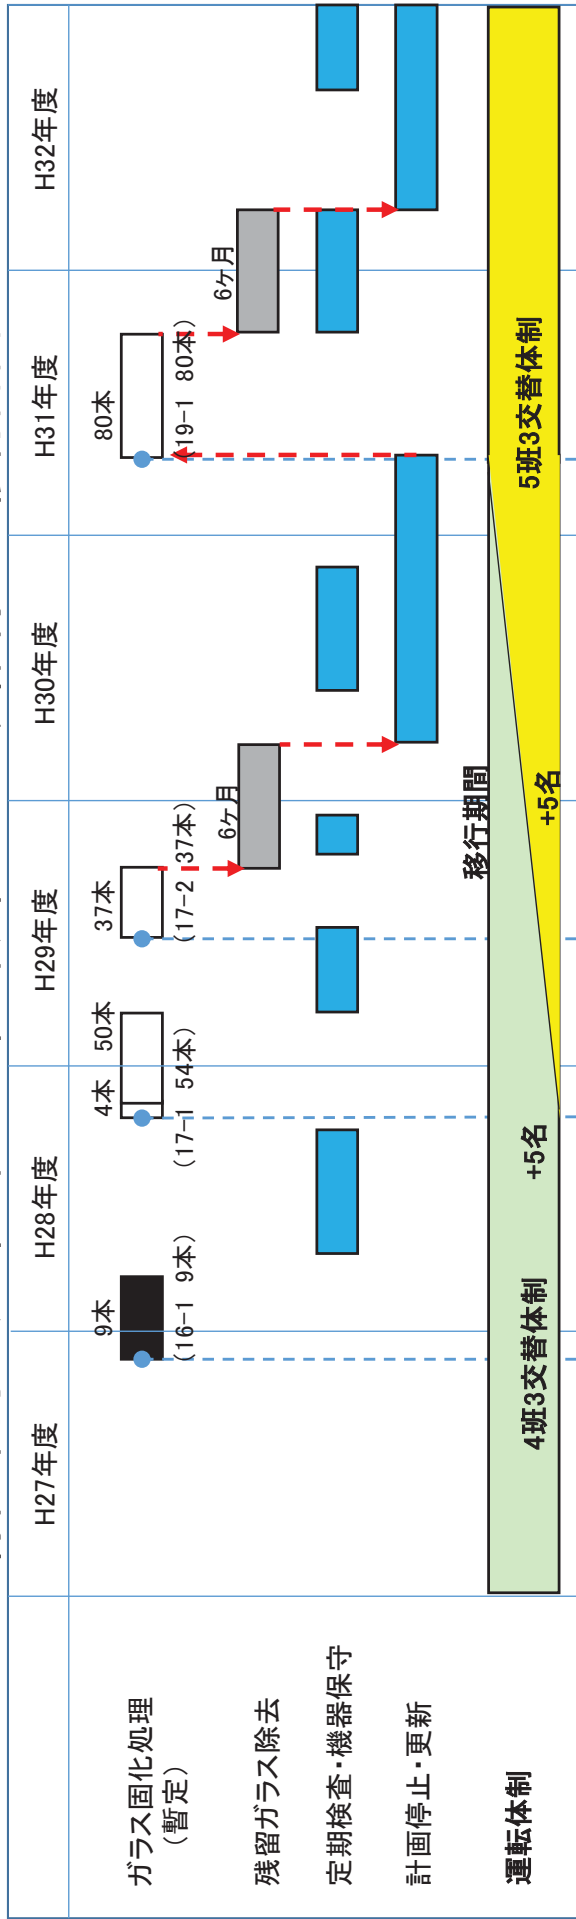 H27年度 H28年度 H29年度 H30年度 H31年度 H32年度
ガラス固化処理
(暫定)
9本 4本 50本 37本 80本
(16-1 9本) (17-1 54本) (17-2 37本) (19-1 80本)
残留ガラス除去
6ヶ月 6ヶ月
定期検査・機器保守
計画停止・更新
運転体制
移行期間
4班3交替体制 +5名 +5名 5班3交替体制